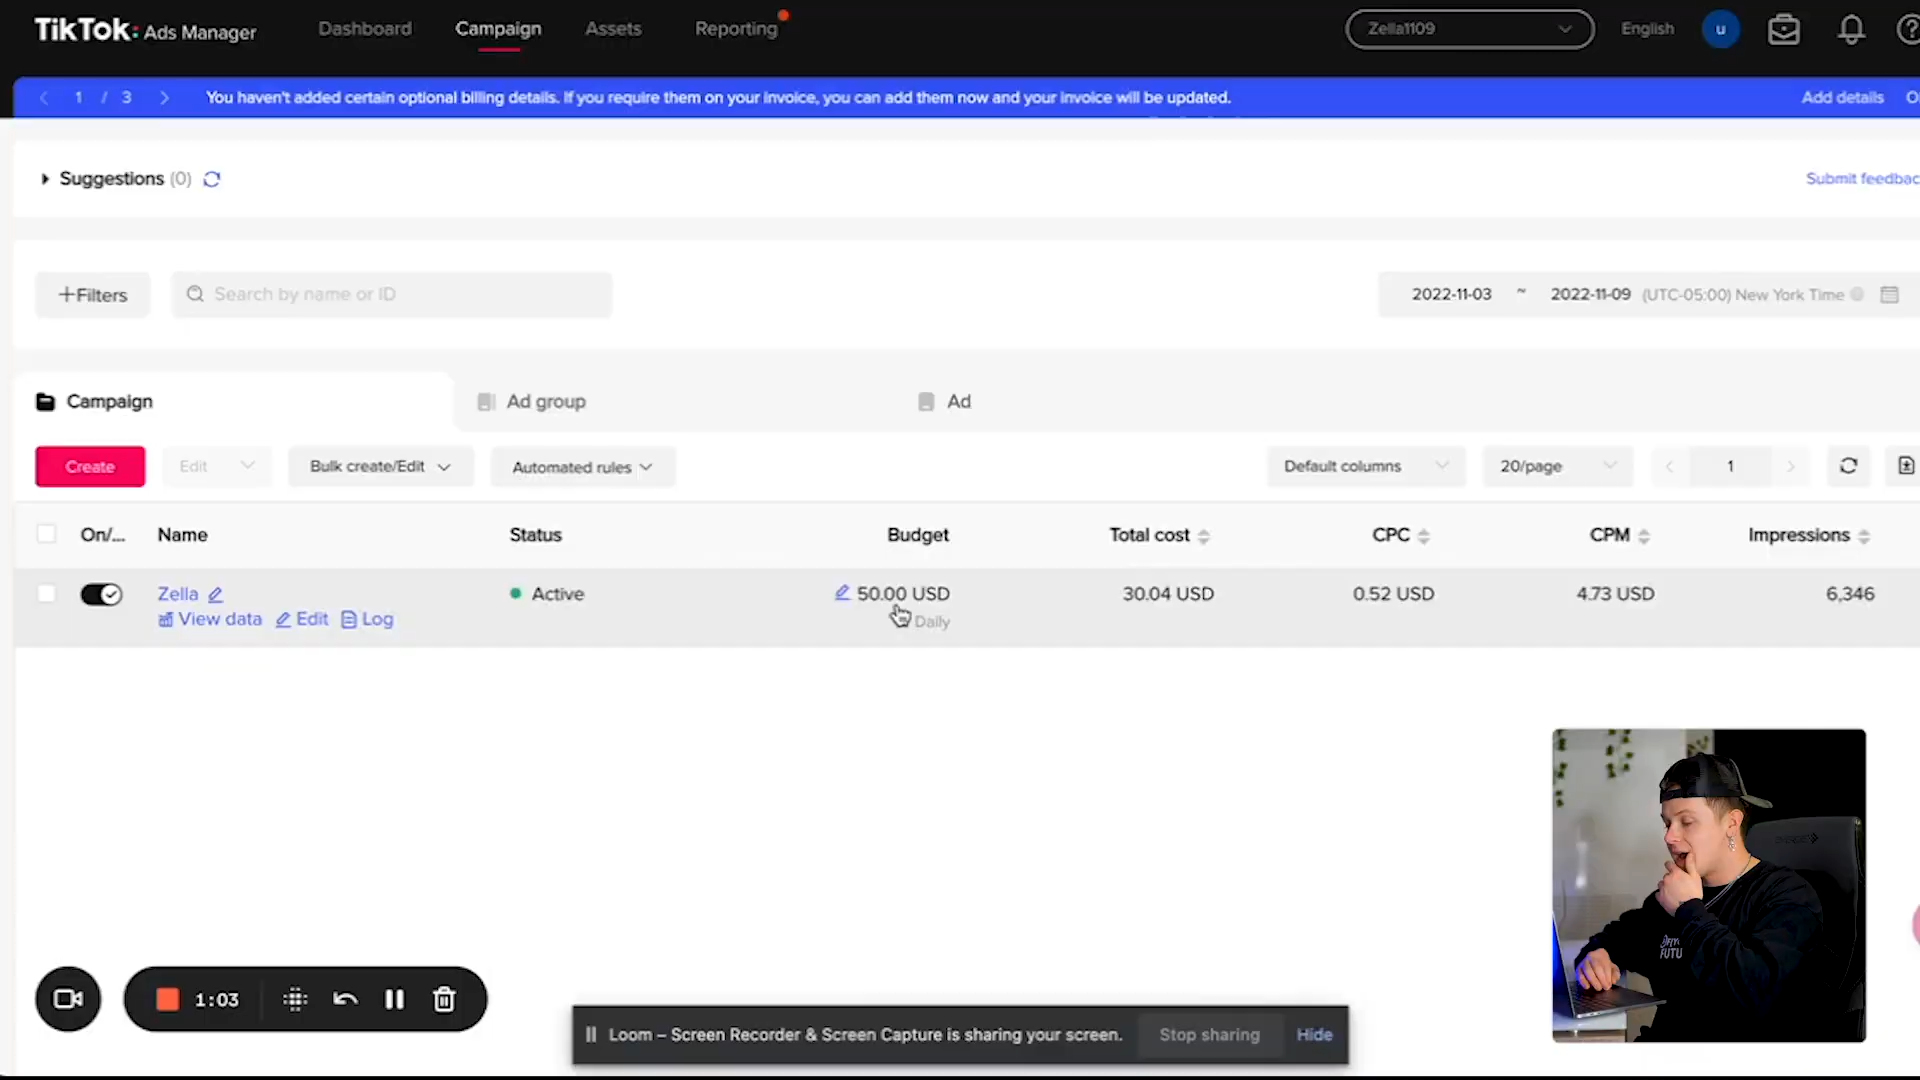 TikTok: Ads Manager
Dashboard
Campaign
Assets
Reporting
Zella1109
English
u
1 / 3
You haven't added certain optional billing details. If you require them on your invoice, you can add them now and your invoice will be updated.
Add details
Suggestions (0)
Submit feedbac
+Filters
Search by name or ID
2022-11-03 ~ 2022-11-09 (UTC-05:00) New York Time
Campaign
Ad group
Ad
Create
Edit
Bulk create/Edit
Automated rules
Default columns
20/page
1
On/...
Name
Status
Budget
Total cost
CPC
CPM
Impressions
Zella
Active
50.00 USD
30.04 USD
0.52 USD
4.73 USD
6,346
View data
Edit
Log
Daily
1:03
Loom – Screen Recorder & Screen Capture is sharing your screen.
Stop sharing
Hide